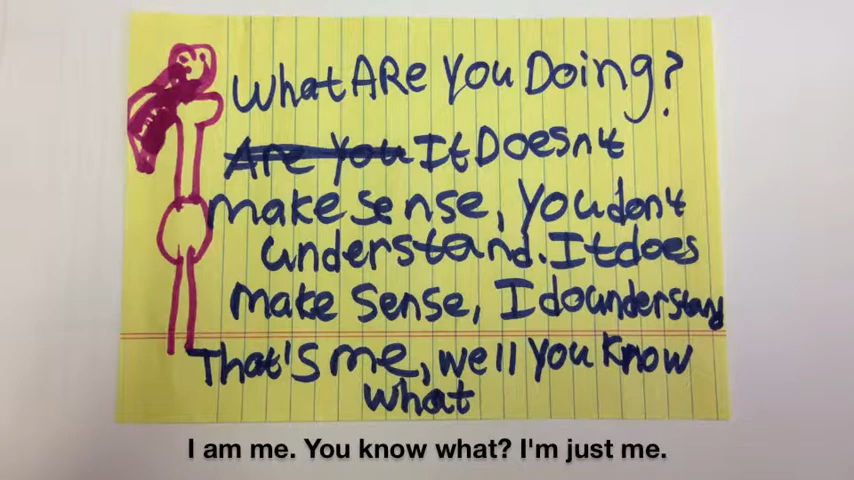 What ARe you Doing?
Are you It Doesn't
make sense, you don't
understand. It does
make sense, I do understand
That's me, well you know
what
I am me. You know what? I'm just me.